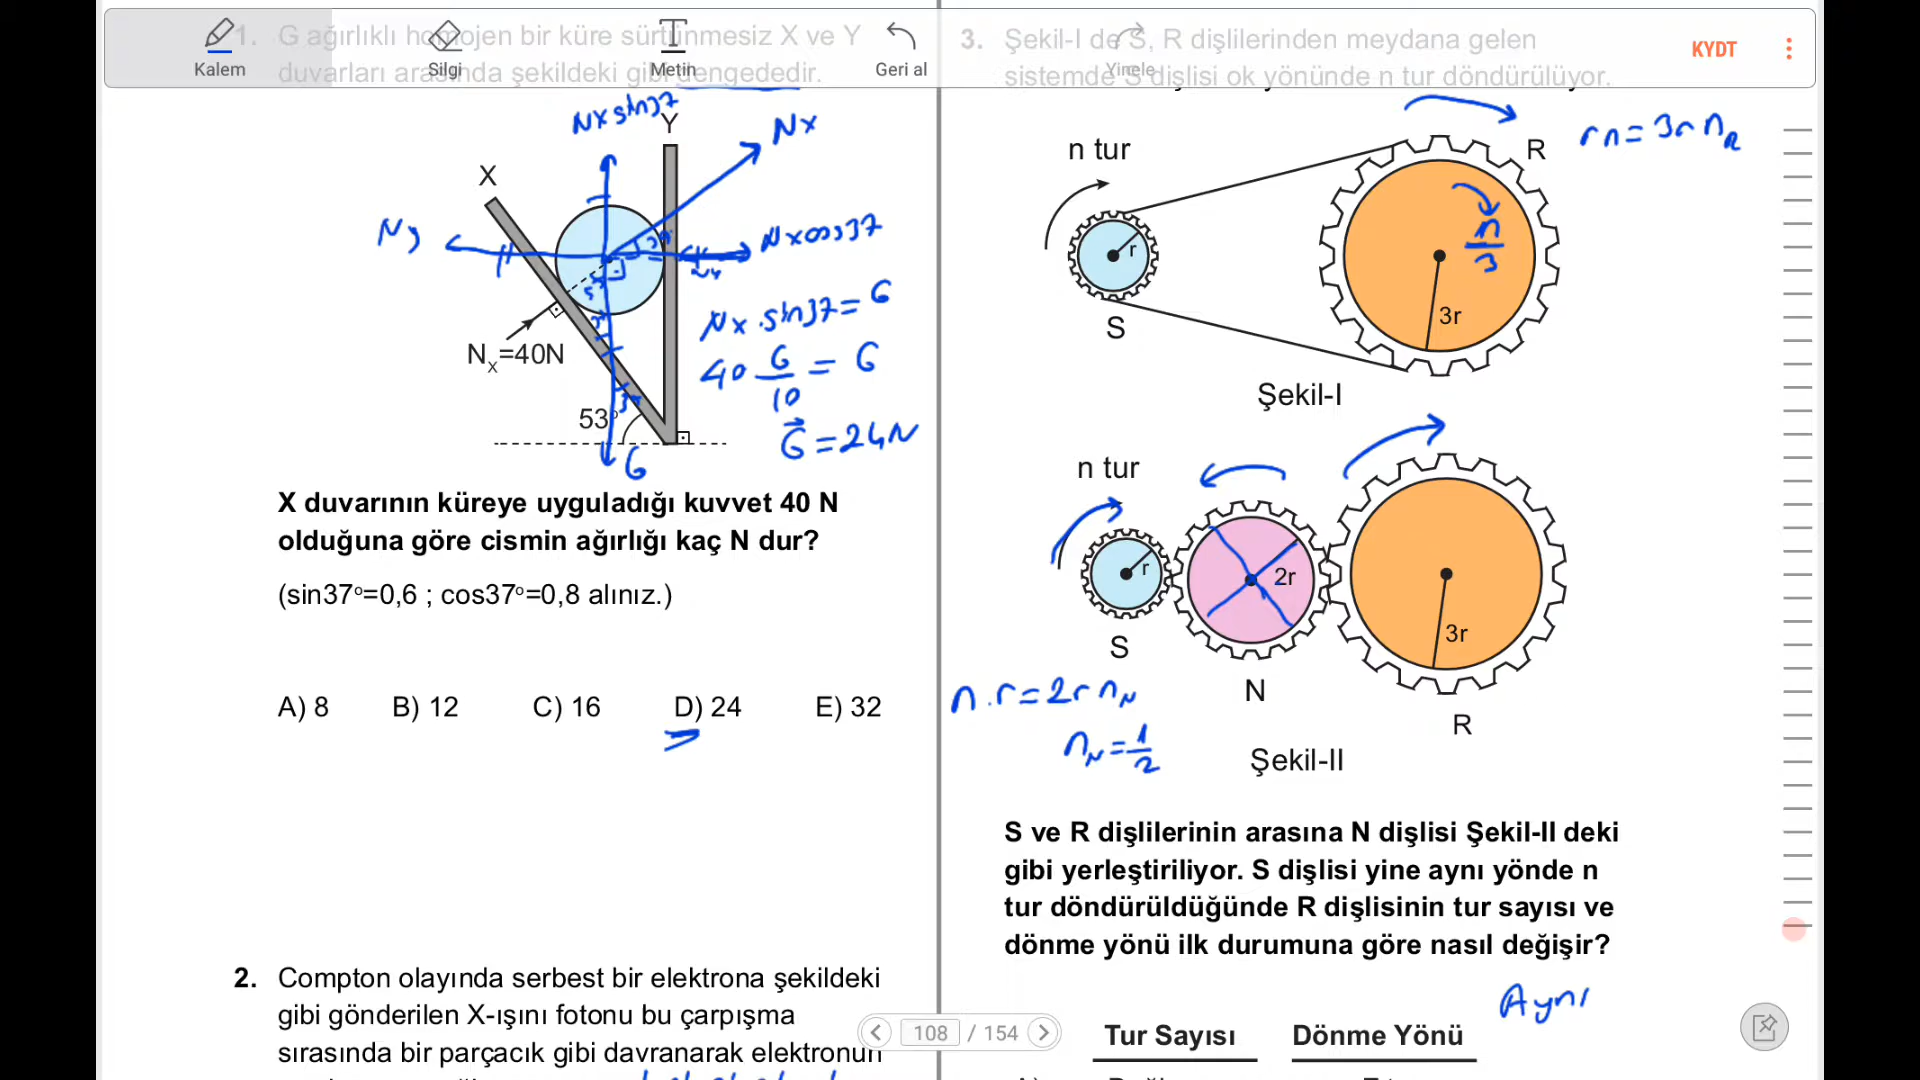 Kalem
Silgi
Metin
Geri al
Yinele
KYDT
1. G ağırlıklı homojen bir küre sürtünmesiz X ve Y
duvarları arasında şekildeki gibi dengededir.
Nx sin37
Y
Nx
X
Ny
Nx cos37
37
24
53
37
Nx=40N
Nx . sin37 = G
40 6/10 = G
37
53°
G = 24N
G
X duvarının küreye uyguladığı kuvvet 40 N
olduğuna göre cismin ağırlığı kaç N dur?
(sin37°=0,6 ; cos37°=0,8 alınız.)
A) 8 B) 12 C) 16 D) 24 E) 32
2. Compton olayında serbest bir elektrona şekildeki
gibi gönderilen X-ışını fotonu bu çarpışma
sırasında bir parçacık gibi davranarak elektronun
3. Şekil-I de S, R dişlilerinden meydana gelen
sistemde S dişlisi ok yönünde n tur döndürülüyor.
n tur
R
rn = 3r nR
r
n/3
S
3r
Şekil-I
n tur
r
2r
3r
S
N
R
n . r = 2r nN
nN = 1/2
Şekil-II
S ve R dişlilerinin arasına N dişlisi Şekil-II deki
gibi yerleştiriliyor. S dişlisi yine aynı yönde n
tur döndürüldüğünde R dişlisinin tur sayısı ve
dönme yönü ilk durumuna göre nasıl değişir?
Aynı
Tur Sayısı Dönme Yönü
108 / 154